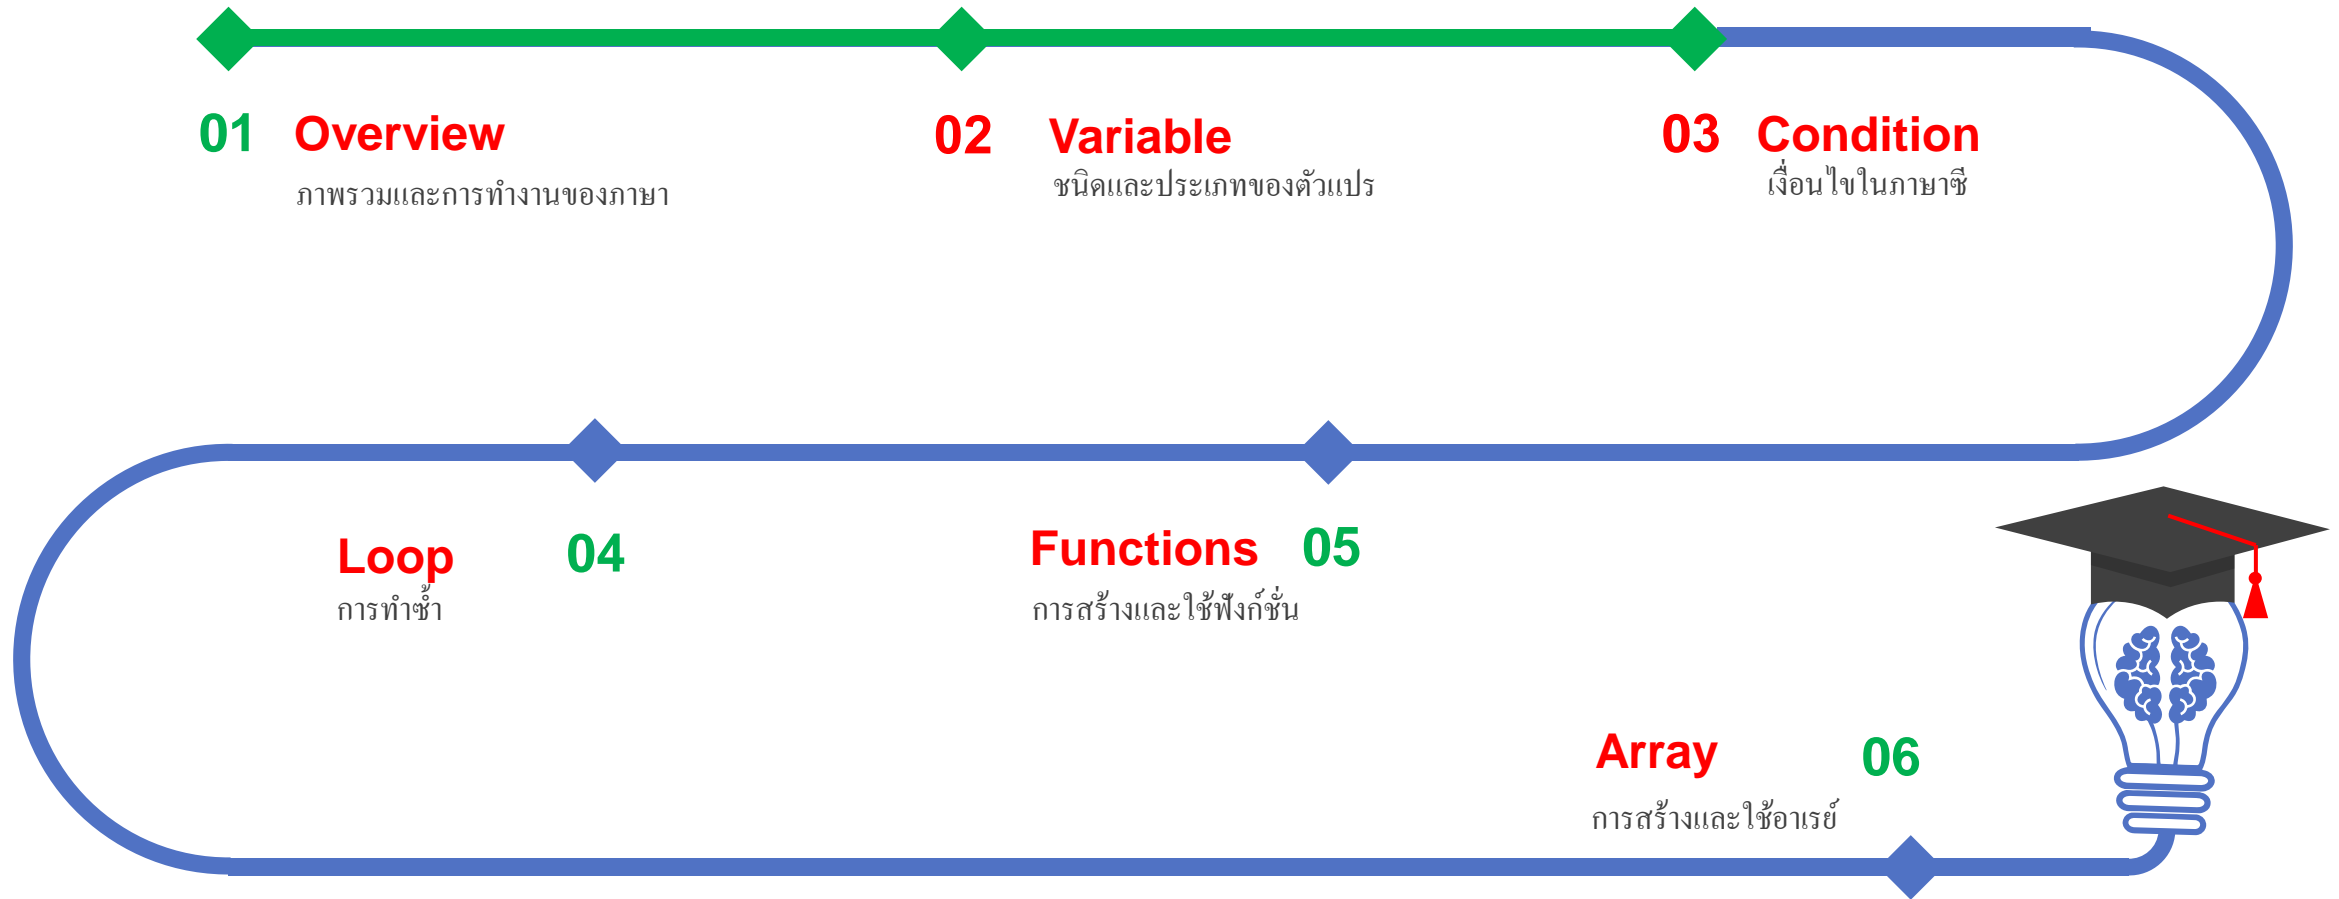 01 Overview
ภาพรวมและการทำงานของภาษา
02 Variable
ชนิดและประเภทของตัวแปร
03 Condition
เงื่อนไขในภาษาซี
Loop 04
การทำซ้ำ
Functions 05
การสร้างและใช้ฟังก์ชั่น
Array 06
การสร้างและใช้อาเรย์